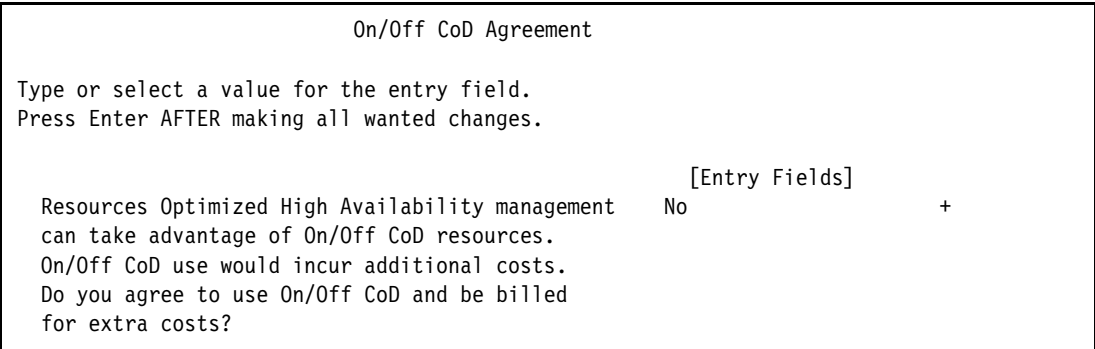 On/Off CoD Agreement
Type or select a value for the entry field.
Press Enter AFTER making all wanted changes.
[Entry Fields]
Resources Optimized High Availability management No +
can take advantage of On/Off CoD resources.
On/Off CoD use would incur additional costs.
Do you agree to use On/Off CoD and be billed
for extra costs?